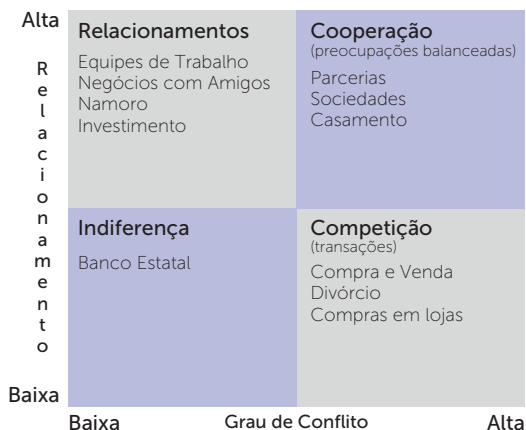 Alta
Relacionamento
Baixa
Relacionamentos
Equipes de Trabalho
Negócios com Amigos
Namoro
Investimento
Cooperação
(preocupações balanceadas)
Parcerias
Sociedades
Casamento
Indiferença
Banco Estatal
Competição
(transações)
Compra e Venda
Divórcio
Compras em lojas
Baixa
Grau de Conflito
Alta